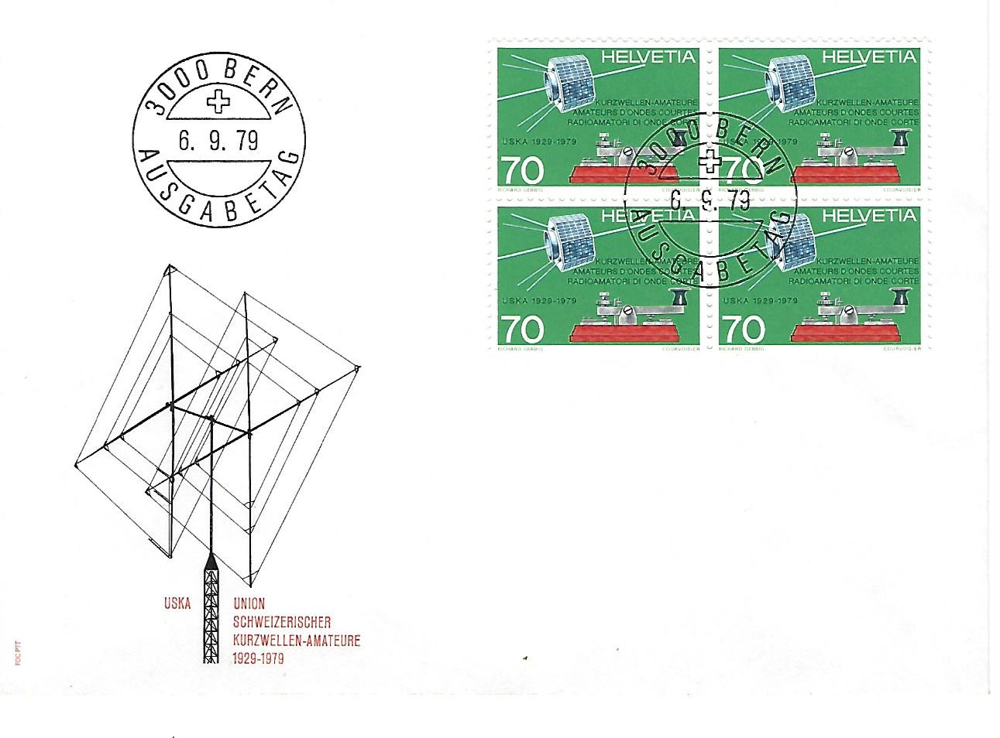 3000 BERN
6. 9. 79
AUSGABETAG
HELVETIA
KURZWELLEN-AMATEURE
AMATEURS D'ONDES COURTES
RADIOAMATORI DI ONDE CORTE
USKA 1929-1979
70
RICHARD GERBIG COURVOISIER
HELVETIA
KURZWELLEN-AMATEURE
AMATEURS D'ONDES COURTES
RADIOAMATORI DI ONDE CORTE
USKA 1929-1979
70
RICHARD GERBIG COURVOISIER
3000 BERN
6. 9. 79
AUSGABETAG
HELVETIA
KURZWELLEN-AMATEURE
AMATEURS D'ONDES COURTES
RADIOAMATORI DI ONDE CORTE
USKA 1929-1979
70
RICHARD GERBIG COURVOISIER
HELVETIA
KURZWELLEN-AMATEURE
AMATEURS D'ONDES COURTES
RADIOAMATORI DI ONDE CORTE
USKA 1929-1979
70
RICHARD GERBIG COURVOISIER
USKA UNION
SCHWEIZERISCHER
KURZWELLEN-AMATEURE
1929-1979
FDC PTT